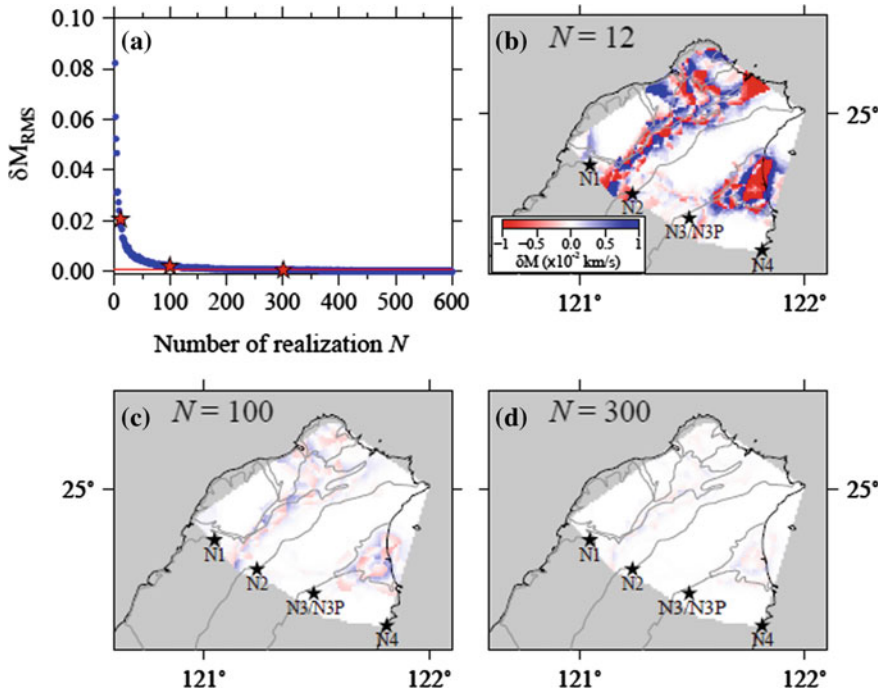 0.10
0.08
0.06
0.04
0.02
0.00
δM_RMS
(a)
0 100 200 300 400 500 600
Number of realization N
(b) N = 12
N1
N2
N3/N3P
N4
−1 −0.5 0.0 0.5 1
δM (×10⁻² km/s)
25°
121° 122°
(c) N = 100
25°
N1
N2
N3/N3P
N4
121° 122°
(d) N = 300
25°
N1
N2
N3/N3P
N4
121° 122°